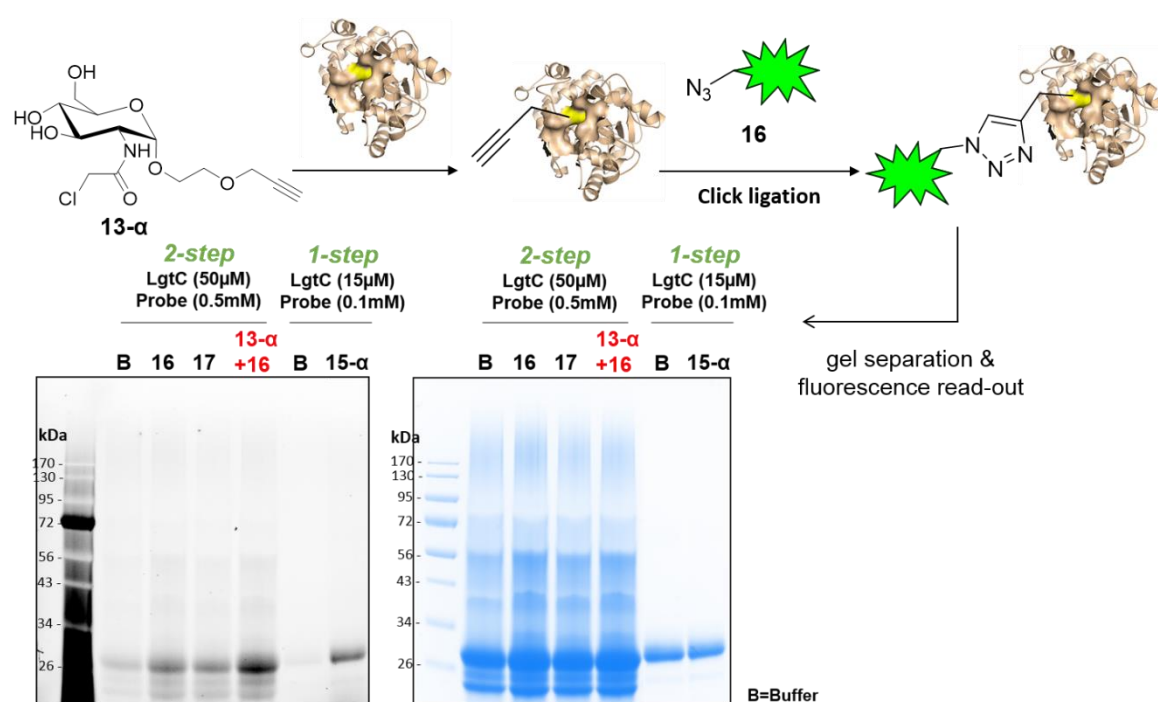 OH
HO
HO
O
NH
O
O
Cl
O
13-α
N₃
16
Click ligation
N
N
N
2-step
LgtC (50µM)
Probe (0.5mM)
1-step
LgtC (15µM)
Probe (0.1mM)
B 16 17 13-α +16 B 15-α
kDa
170 -
130 -
95 -
72 -
56 -
43 -
34 -
26 -
2-step
LgtC (50µM)
Probe (0.5mM)
1-step
LgtC (15µM)
Probe (0.1mM)
B 16 17 13-α +16 B 15-α
kDa
170 -
130 -
95 -
72 -
56 -
43 -
34 -
26 -
gel separation &
fluorescence read-out
B=Buffer